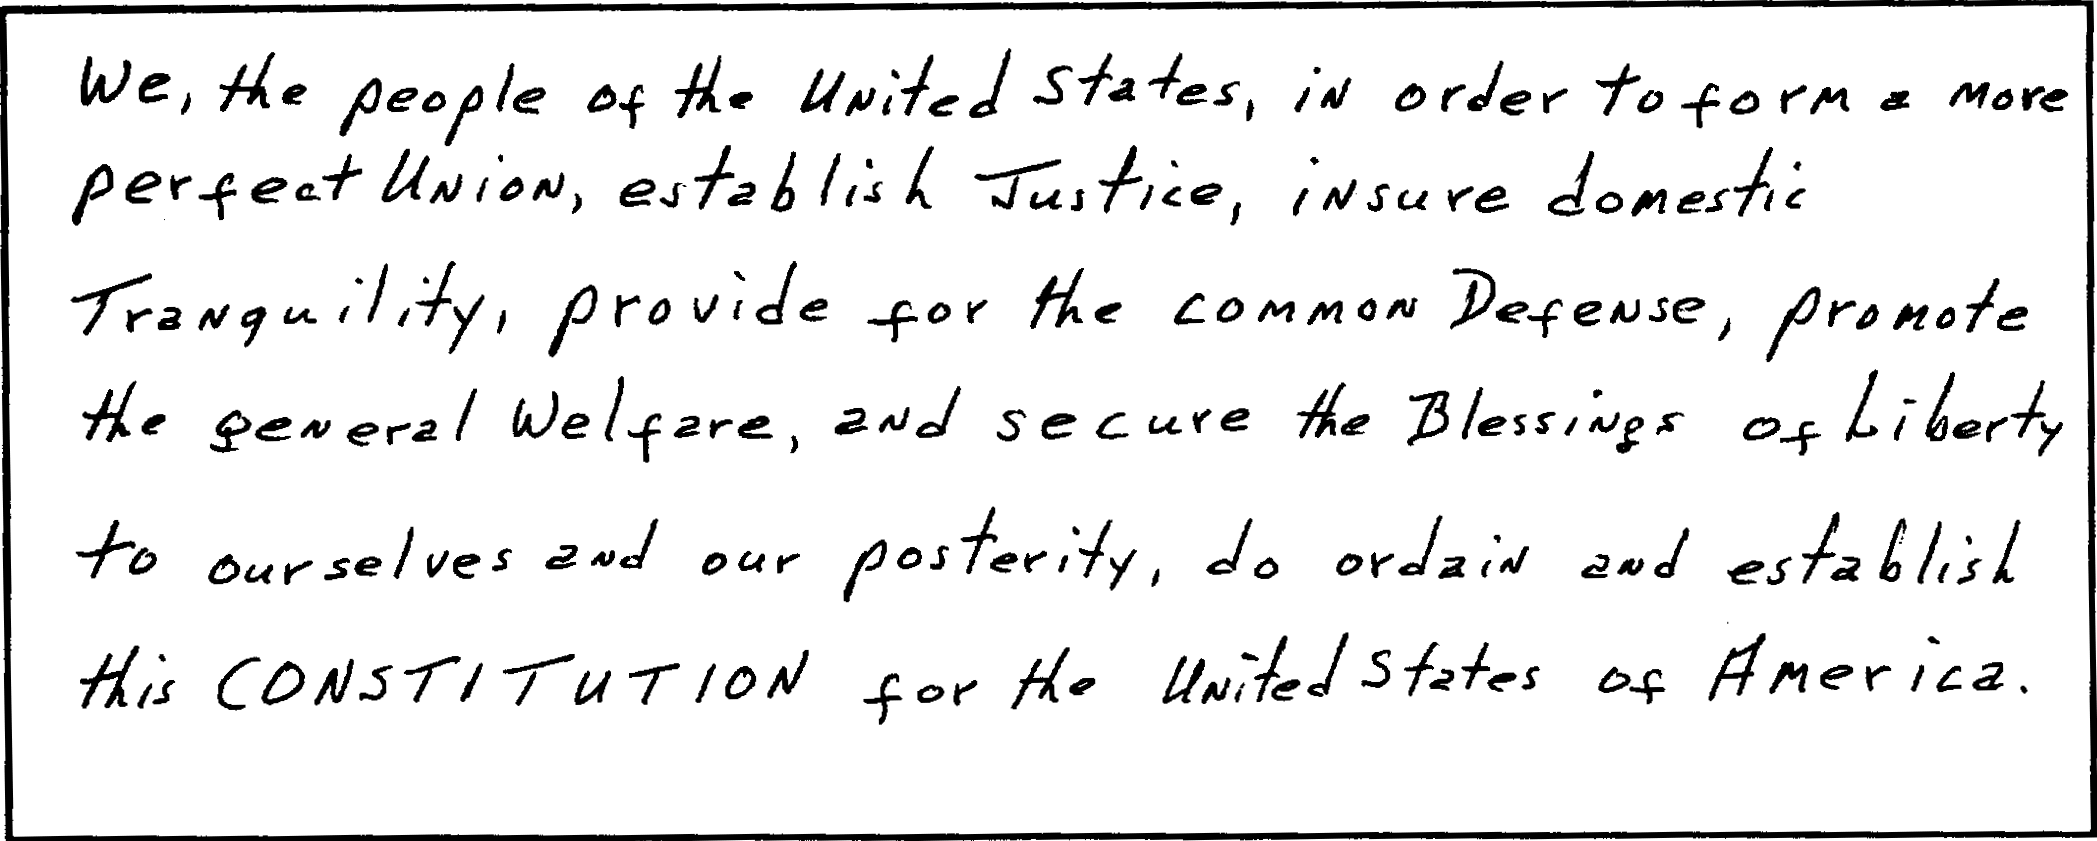 We, the people of the United States, in order to form a more
perfect Union, establish Justice, insure domestic
Tranquility, provide for the common Defense, promote
the general Welfare, and secure the Blessings of Liberty
to ourselves and our posterity, do ordain and establish
this CONSTITUTION for the United States of America.